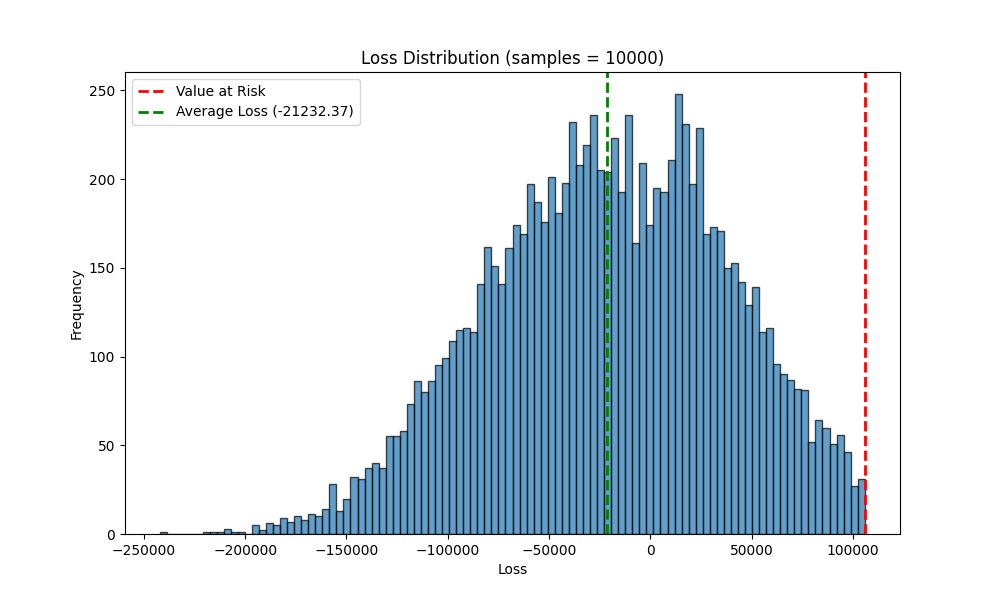 Loss Distribution (samples = 10000)
Value at Risk
Average Loss (-21232.37)
Frequency
250
200
150
100
50
0
−250000 −200000 −150000 −100000 −50000 0 50000 100000
Loss